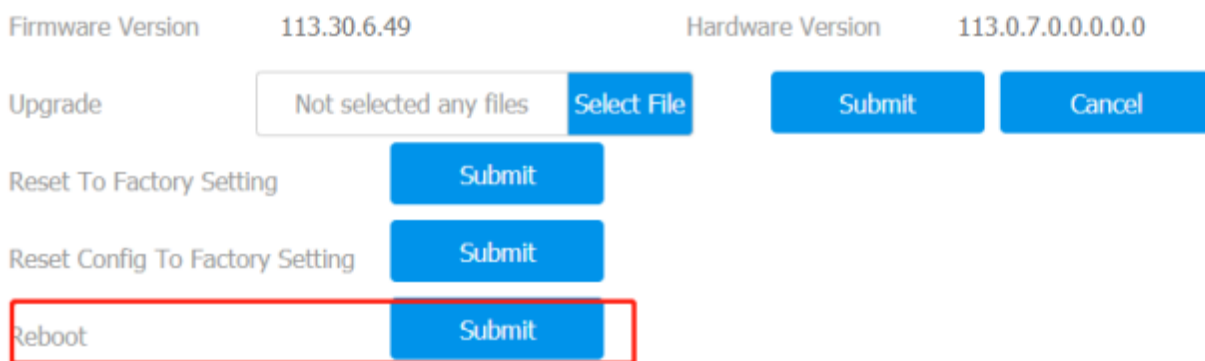 Firmware Version 113.30.6.49 Hardware Version 113.0.7.0.0.0.0.0
Upgrade Not selected any files Select File Submit Cancel
Reset To Factory Setting Submit
Reset Config To Factory Setting Submit
Reboot Submit